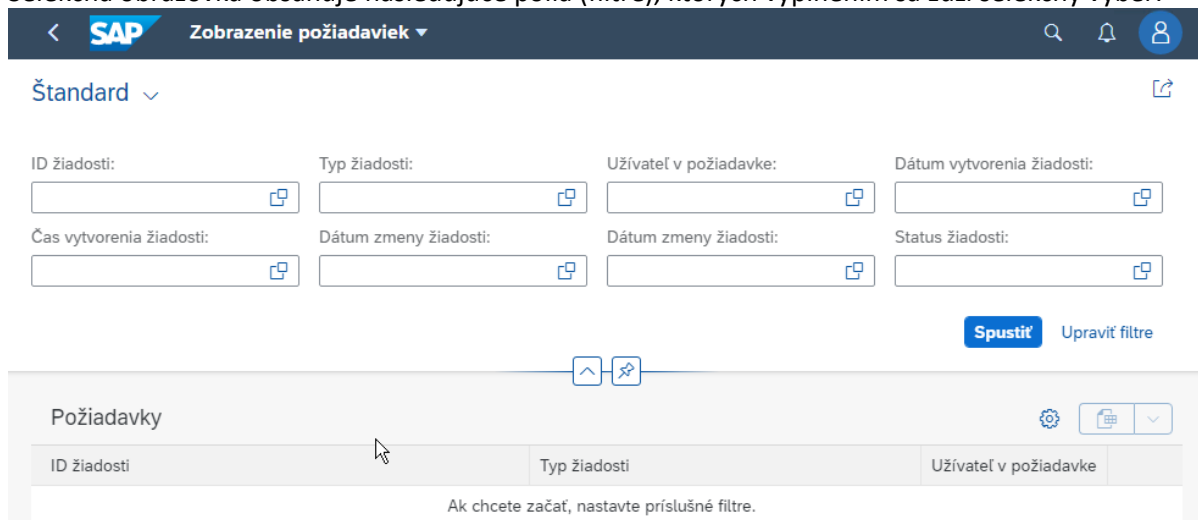 SAP Zobrazenie požiadaviek
Štandard
ID žiadosti: Typ žiadosti: Užívateľ v požiadavke: Dátum vytvorenia žiadosti:
Čas vytvorenia žiadosti: Dátum zmeny žiadosti: Dátum zmeny žiadosti: Status žiadosti:
Spustiť Upraviť filtre
Požiadavky
ID žiadosti Typ žiadosti Užívateľ v požiadavke
Ak chcete začať, nastavte príslušné filtre.